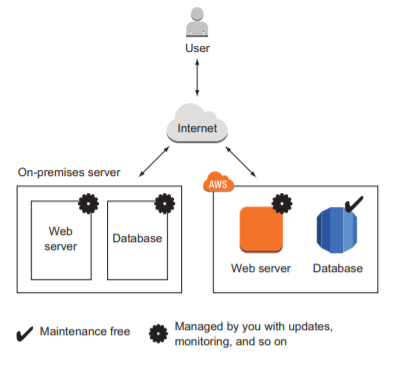 User
Internet
On-premises server
AWS
Web
server
Database
Web server
Database
Maintenance free
Managed by you with updates,
monitoring, and so on